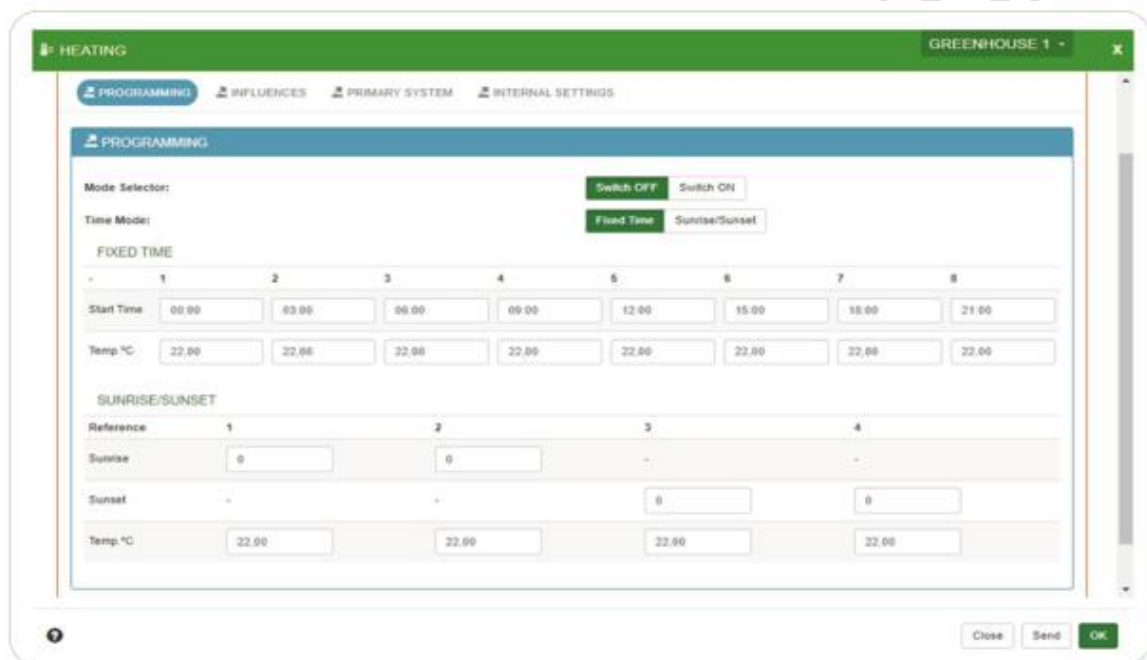 HEATING
GREENHOUSE 1
x
PROGRAMMING INFLUENCES PRIMARY SYSTEM INTERNAL SETTINGS
PROGRAMMING
Mode Selector: Switch OFF Switch ON
Time Mode: Fixed Time Sunrise/Sunset
FIXED TIME
- 1 2 3 4 5 6 7 8
Start Time 00:00 03:00 06:00 09:00 12:00 15:00 18:00 21:00
Temp ºC 22,00 22,00 22,00 22,00 22,00 22,00 22,00 22,00
SUNRISE/SUNSET
Reference 1 2 3 4
Sunrise 0 0 - -
Sunset - - 0 0
Temp ºC 22,00 22,00 22,00 22,00
? Close Send OK